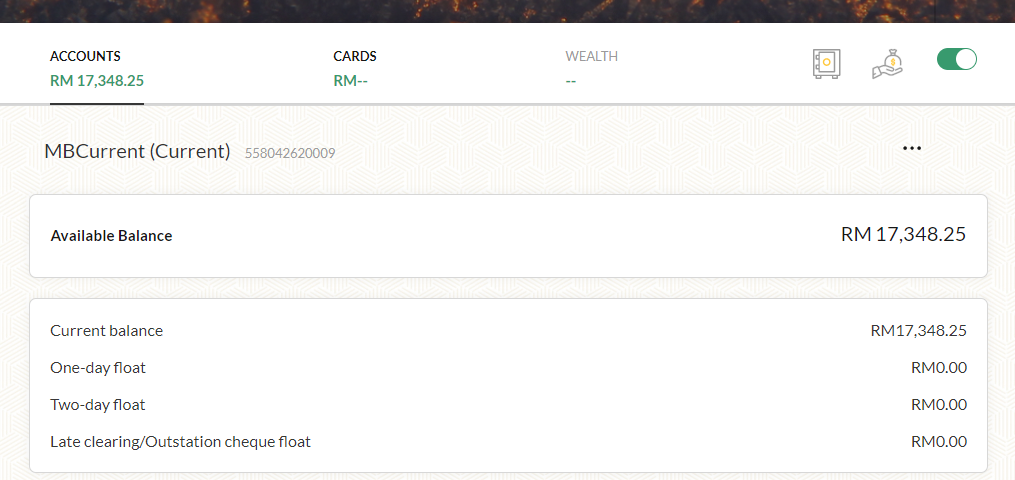 ACCOUNTS CARDS WEALTH
RM 17,348.25 RM-- --
MBCurrent (Current) 558042620009
Available Balance RM 17,348.25
Current balance RM17,348.25
One-day float RM0.00
Two-day float RM0.00
Late clearing/Outstation cheque float RM0.00